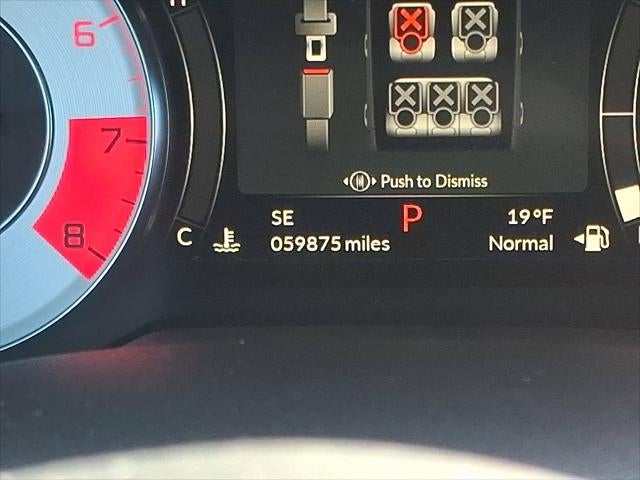 6
7
8
Push to Dismiss
C
SE P 19°F
059875 miles Normal